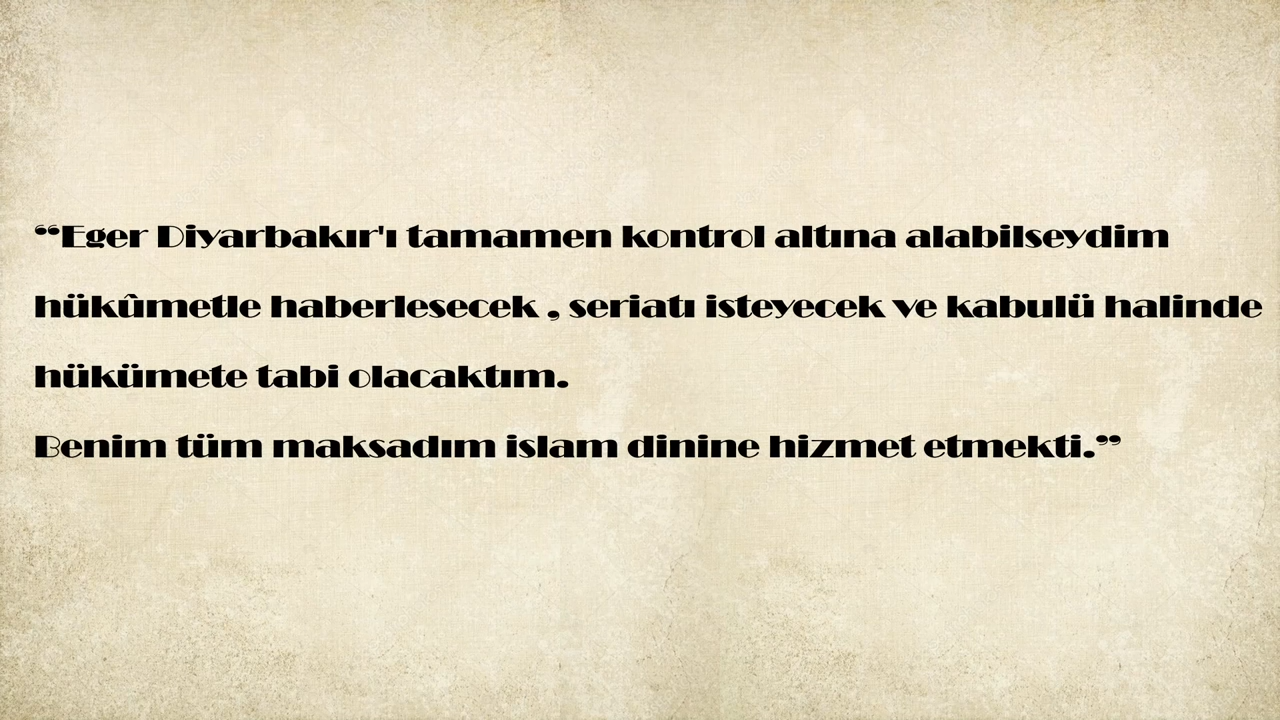 “Eger Diyarbakır'ı tamamen kontrol altına alabilseydim
hükûmetle haberlesecek , seriatı isteyecek ve kabulü halinde
hükümete tabi olacaktım.
Benim tüm maksadım islam dinine hizmet etmekti.”